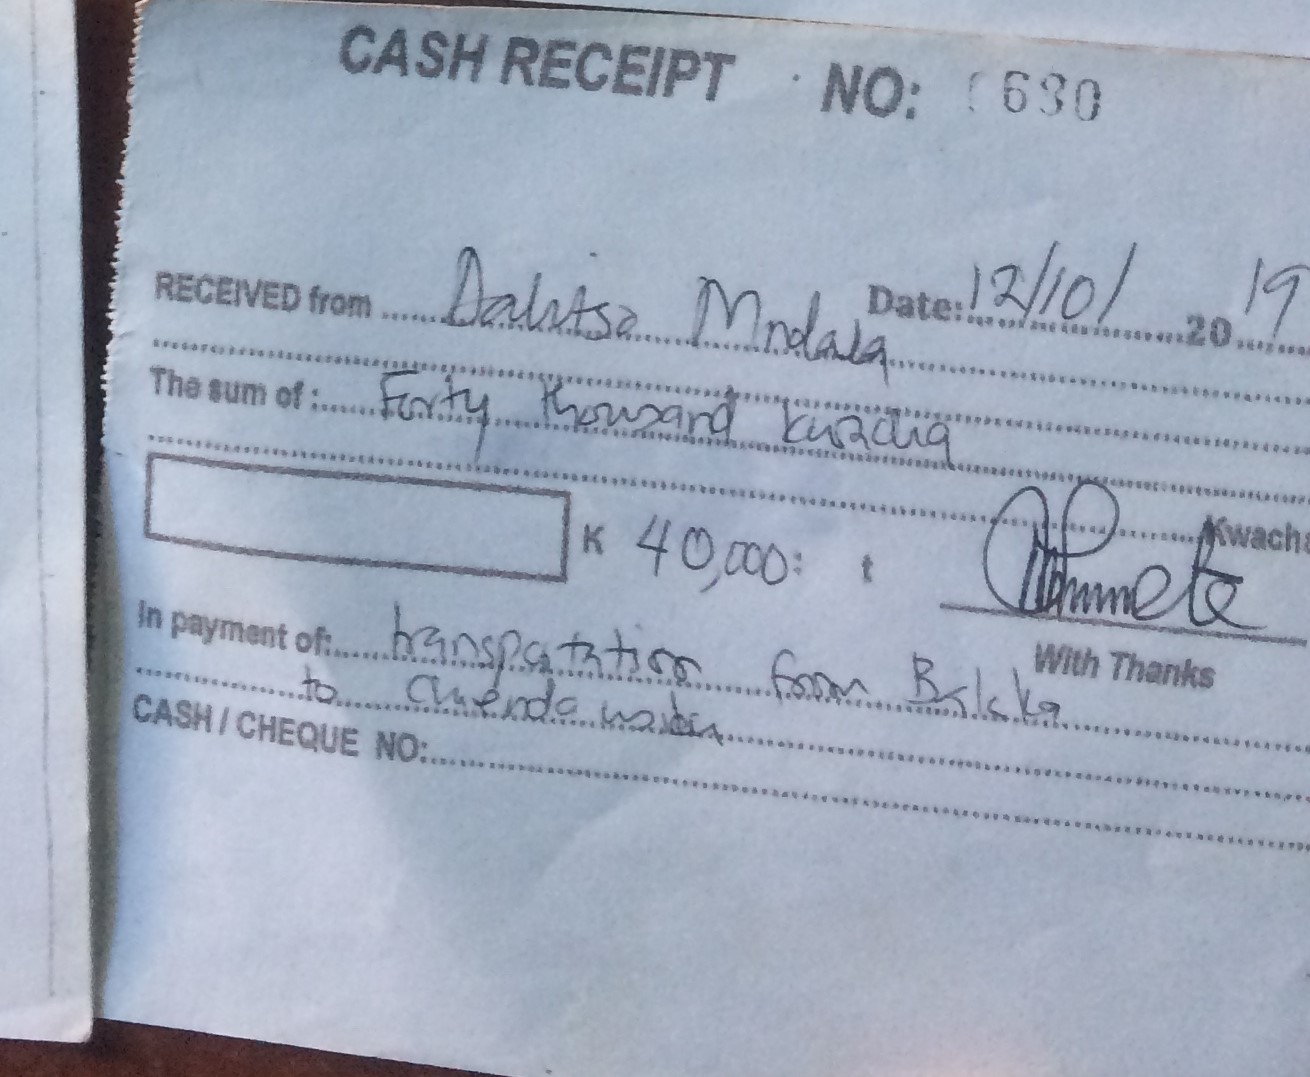 CASH RECEIPT NO: 630
Date: 12/10/ 2019
RECEIVED from Dalitso Mndala
The sum of: Forty thousand kwacha
Kwacha
K 40,000: t
In payment of: transportation from Balaka
With Thanks
to
CASH / CHEQUE NO: